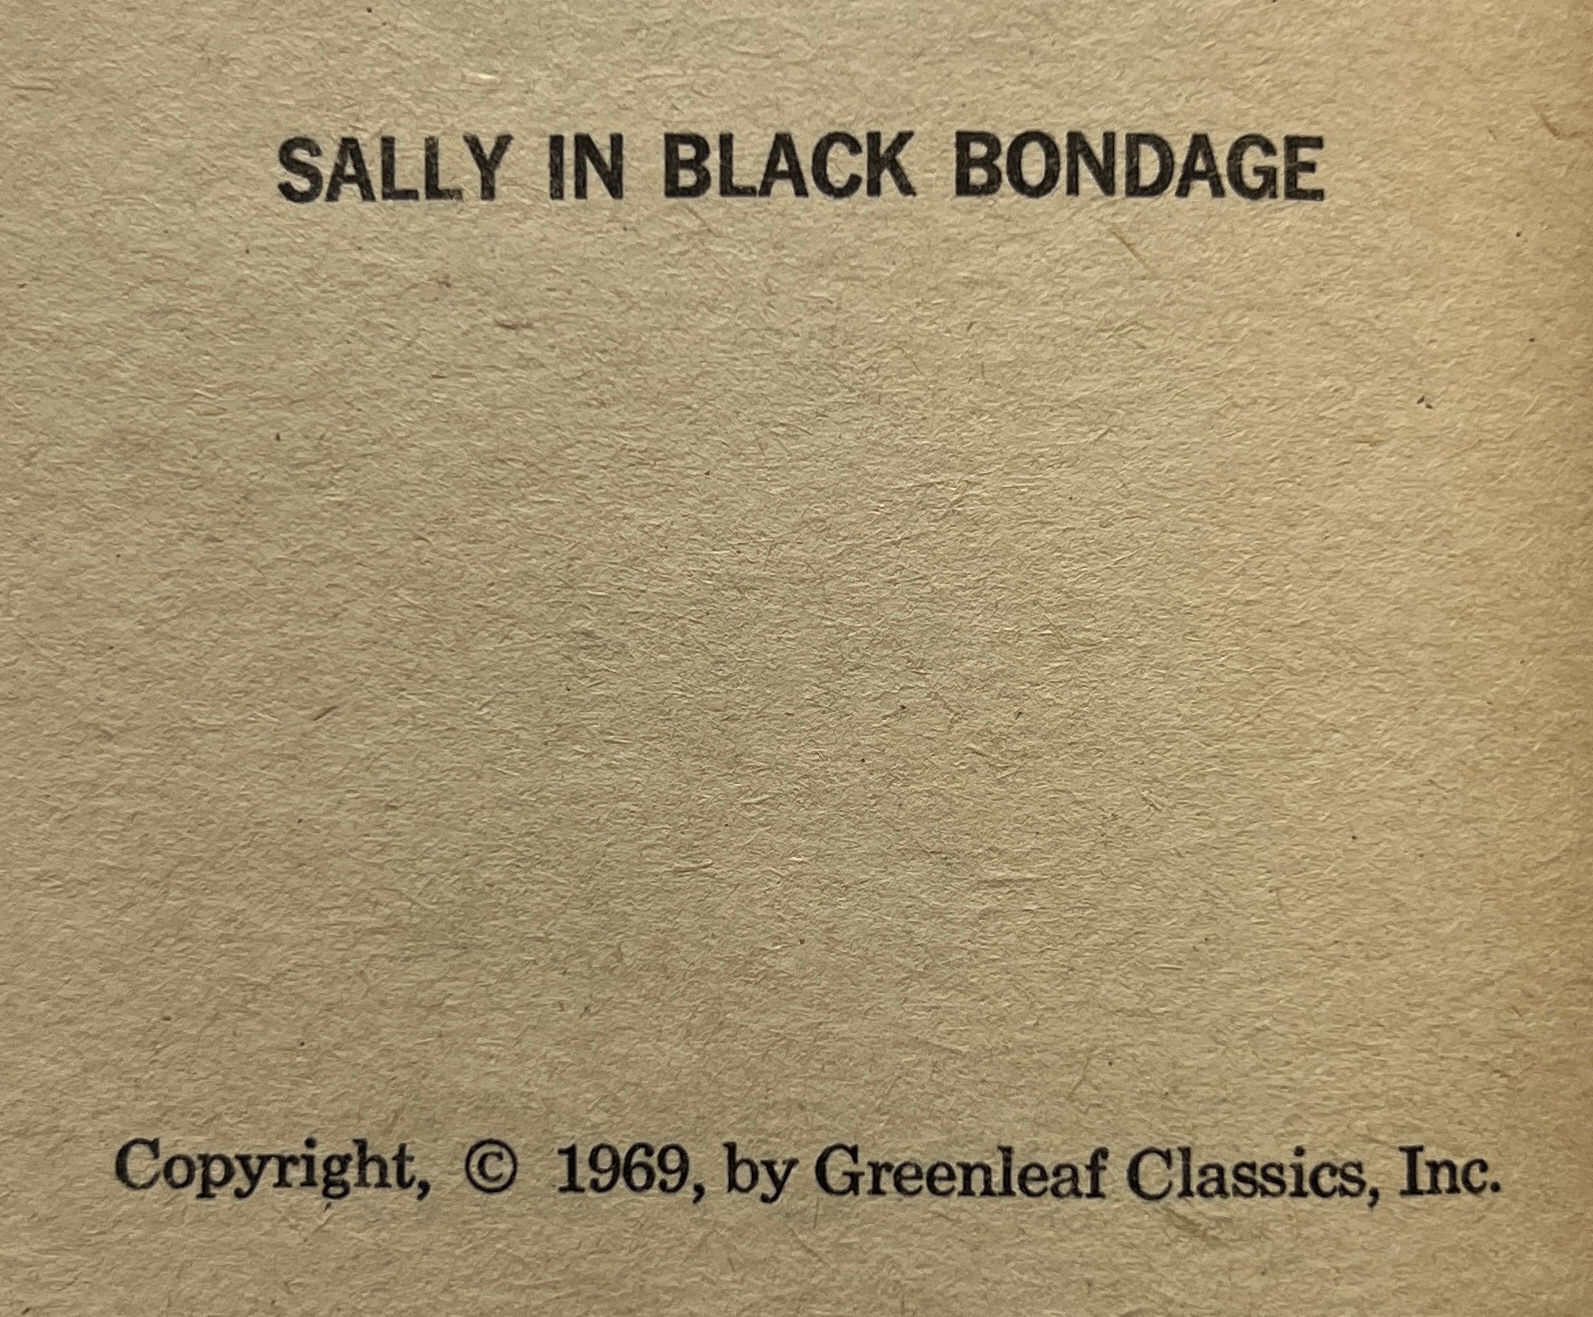 SALLY IN BLACK BONDAGE
Copyright, © 1969, by Greenleaf Classics, Inc.